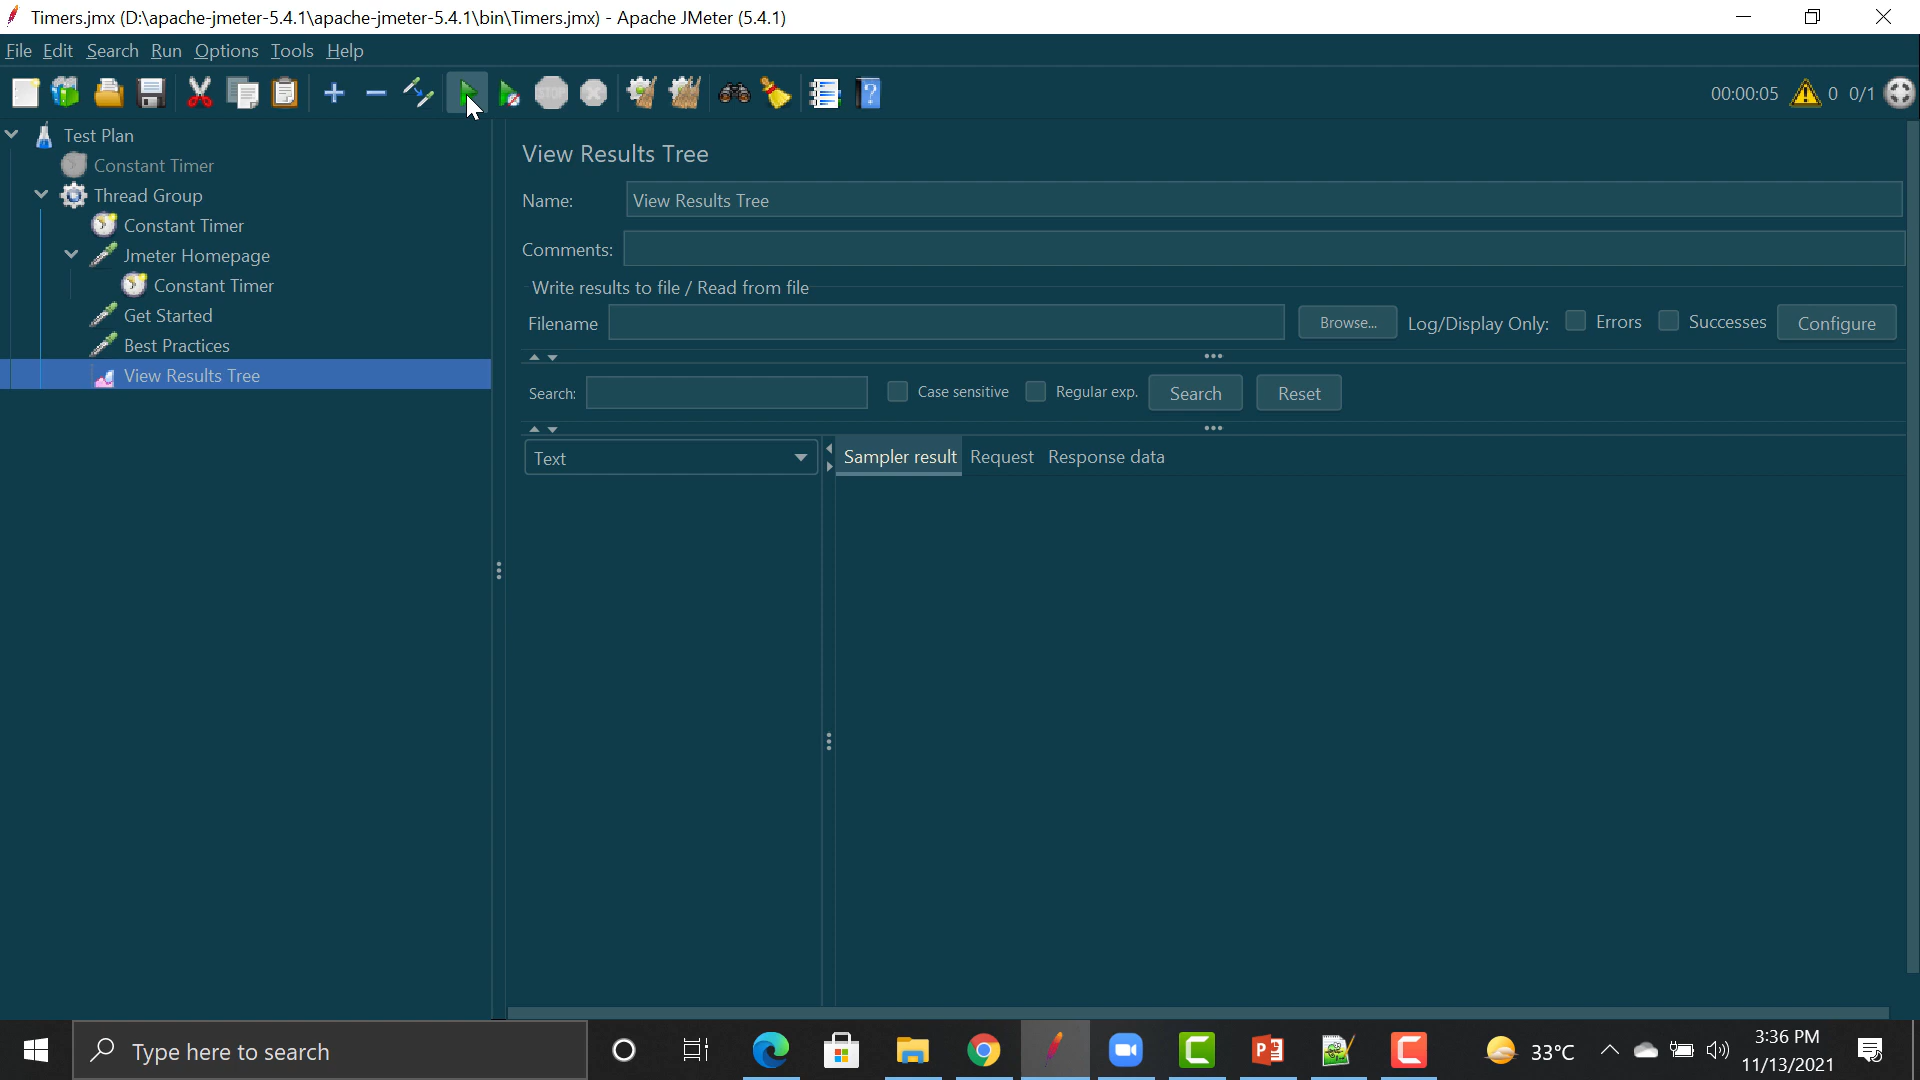 Timers.jmx (D:\apache-jmeter-5.4.1\apache-jmeter-5.4.1\bin\Timers.jmx) - Apache JMeter (5.4.1)
File Edit Search Run Options Tools Help
STOP
00:00:05 0 0/1
Test Plan
Constant Timer
Thread Group
Constant Timer
Jmeter Homepage
Constant Timer
Get Started
Best Practices
View Results Tree
View Results Tree
Name: View Results Tree
Comments:
Write results to file / Read from file
Filename Browse... Log/Display Only: Errors Successes Configure
Search: Case sensitive Regular exp. Search Reset
Text Sampler result Request Response data
Type here to search
33°C
3:36 PM
11/13/2021